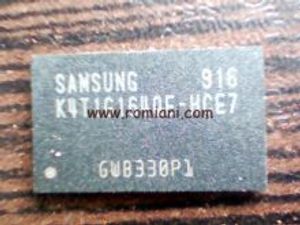 SAMSUNG 916
K4T1G164QE-HCE7
www.romiani.com
GWB330P1